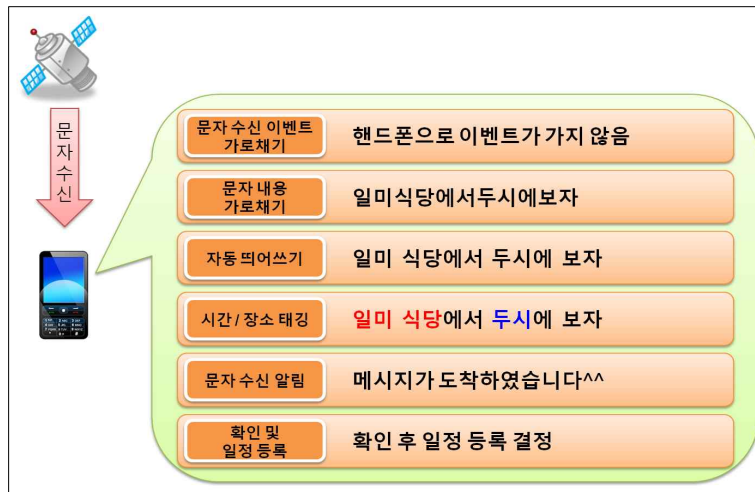 문자수신
문자 수신 이벤트
가로채기
핸드폰으로 이벤트가 가지 않음
문자 내용
가로채기
일미식당에서두시에보자
자동 띄어쓰기
일미 식당에서 두시에 보자
시간 / 장소 태깅
일미 식당에서 두시에 보자
문자 수신 알림
메시지가 도착하였습니다^^
확인 및
일정 등록
확인 후 일정 등록 결정